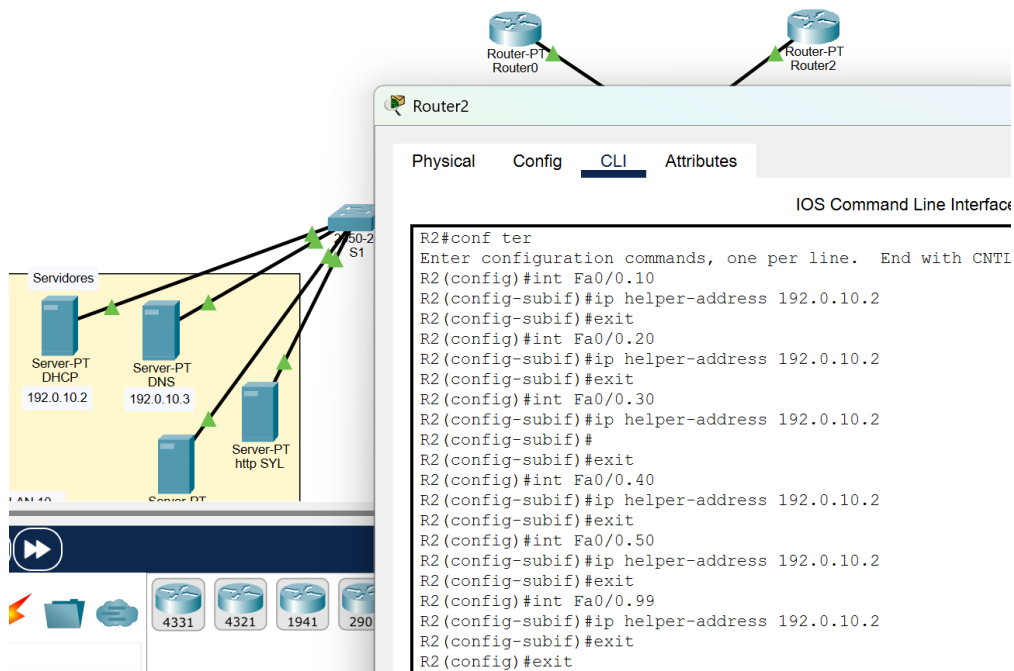 Router-PT
Router0
Router-PT
Router2
Router2
Physical Config CLI Attributes
IOS Command Line Interface
S1
Servidores
Server-PT
DHCP
192.0.10.2
Server-PT
DNS
192.0.10.3
Server-PT
http SYL
Server-PT
LAN 10
4331
4321
1941
290
R2#conf ter
Enter configuration commands, one per line.  End with CNTL
R2(config)#int Fa0/0.10
R2(config-subif)#ip helper-address 192.0.10.2
R2(config-subif)#exit
R2(config)#int Fa0/0.20
R2(config-subif)#ip helper-address 192.0.10.2
R2(config-subif)#exit
R2(config)#int Fa0/0.30
R2(config-subif)#ip helper-address 192.0.10.2
R2(config-subif)#
R2(config-subif)#exit
R2(config)#int Fa0/0.40
R2(config-subif)#ip helper-address 192.0.10.2
R2(config-subif)#exit
R2(config)#int Fa0/0.50
R2(config-subif)#ip helper-address 192.0.10.2
R2(config-subif)#exit
R2(config)#int Fa0/0.99
R2(config-subif)#ip helper-address 192.0.10.2
R2(config-subif)#exit
R2(config)#exit